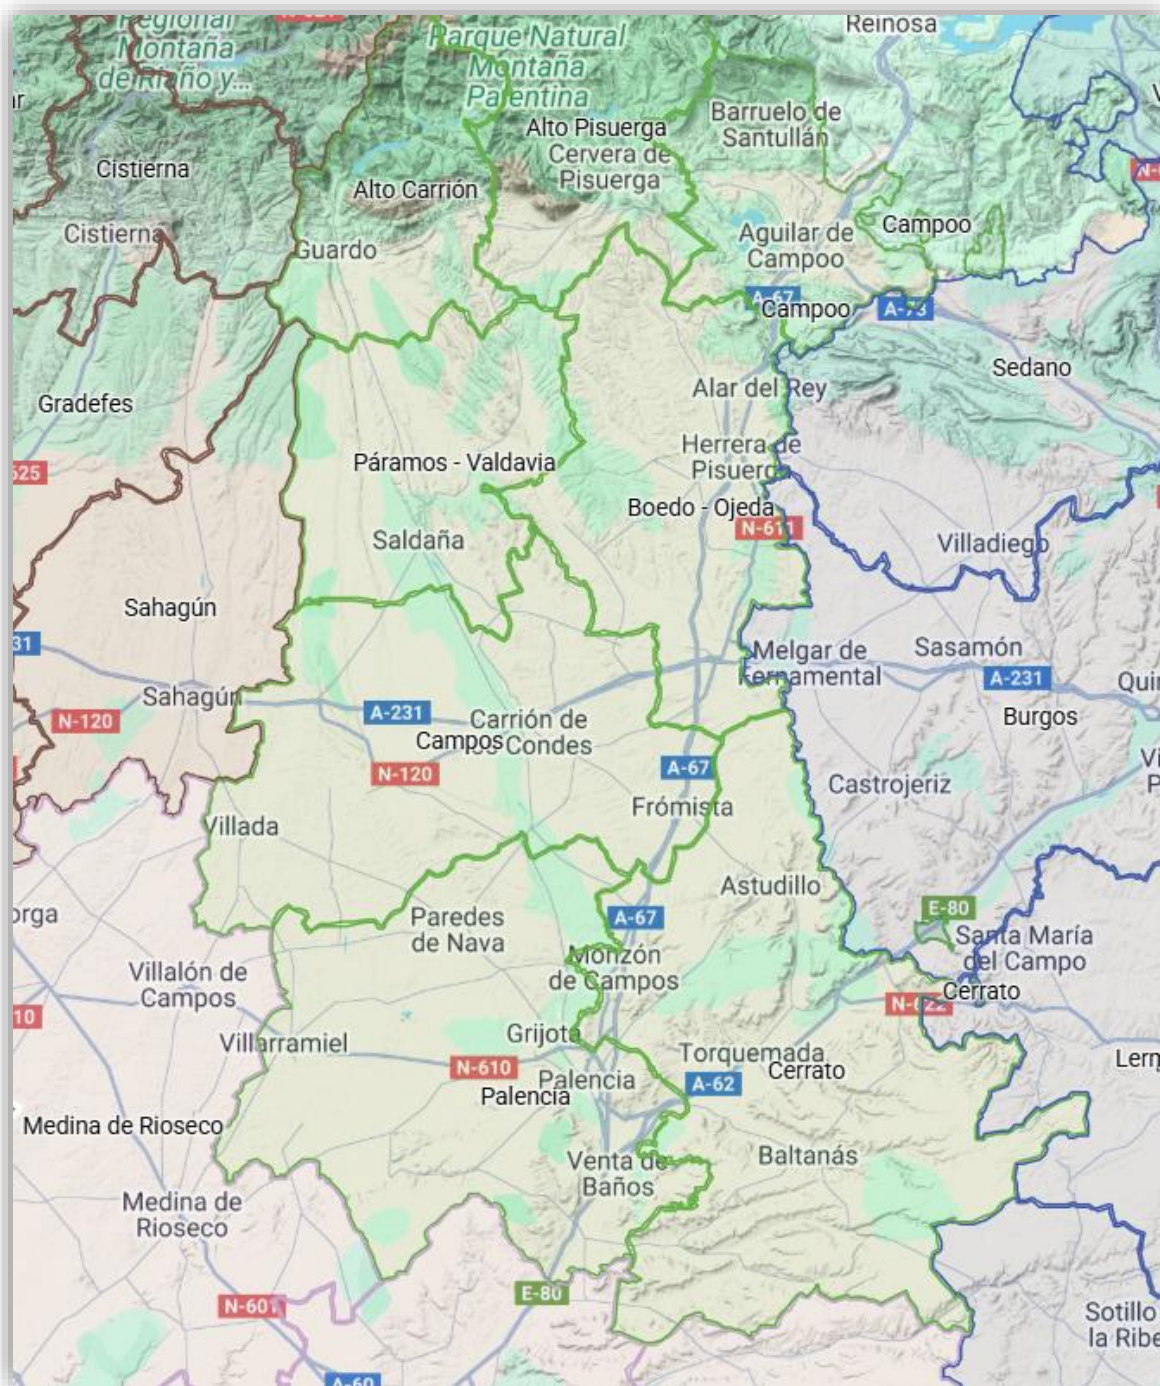 Regional
Montaña
de Riaño y...
Parque Natural
Montaña
Palentina
Reinosa
Barruelo de
Santullán
Alto Pisuerga
Cervera de
Pisuerga
Cistierna
Alto Carrión
Cistierna
Guardo
Campoo
Aguilar de
Campoo
A-67
Campoo
A-73
Sedano
Alar del Rey
Gradefes
Herrera de
Pisuerga
Páramos - Valdavia
625
Boedo - Ojeda
N-611
Saldaña
Villadiego
Sahagún
31
Melgar de
Fernamental
Sasamón
A-231
Sahagún
N-120
A-231
Carrión de
Condes
Campos
Burgos
N-120
A-67
Frómista
Castrojeriz
Villada
Astudillo
E-80
orga
Paredes
de Nava
A-67
Santa María
del Campo
Monzón
de Campos
Villalón de
Campos
Cerrato
N-622
10
Grijota
Villarramiel
N-610
Palencia
Palencia
Torquemada
Cerrato
A-62
Medina de Rioseco
Venta de
Baños
Baltanás
Medina de
Rioseco
E-80
N-601
Sotillo
la Ribe
A-60